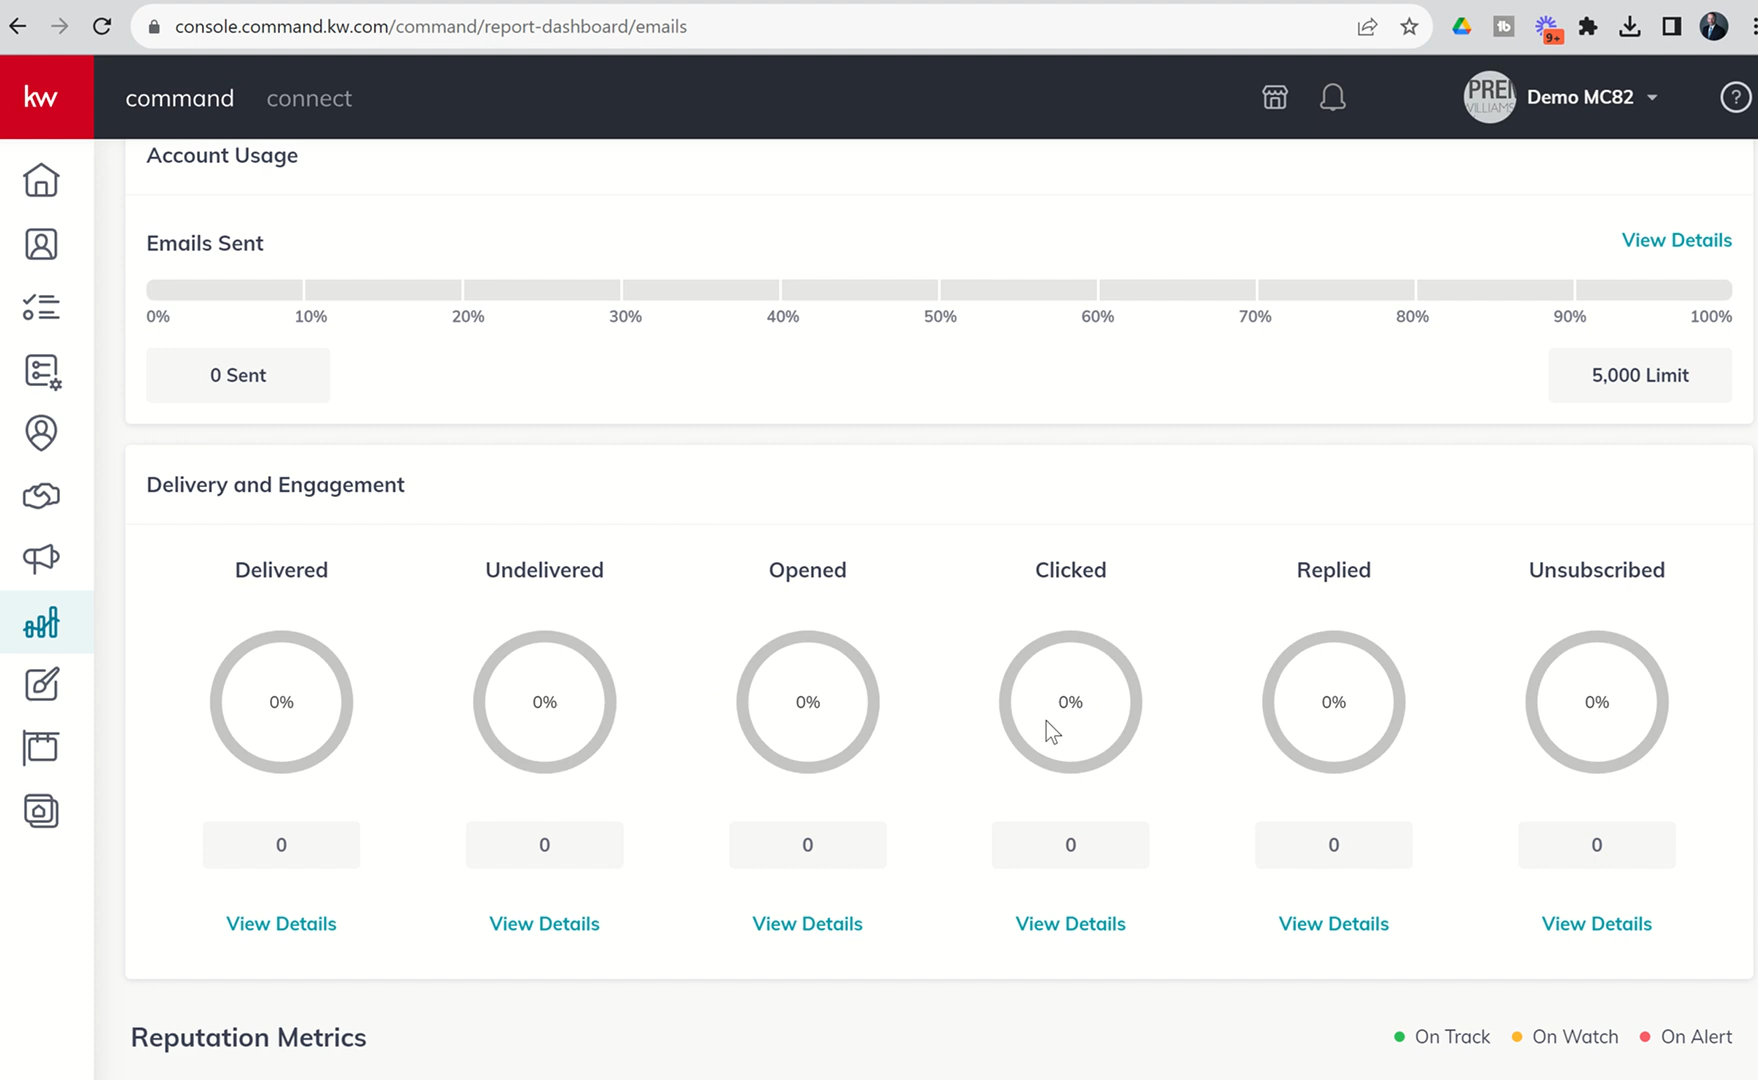 console.command.kw.com/command/report-dashboard/emails
9+
kw
command
connect
Demo MC82
?
Account Usage
Emails Sent
View Details
0% 10% 20% 30% 40% 50% 60% 70% 80% 90% 100%
0 Sent
5,000 Limit
Delivery and Engagement
Delivered Undelivered Opened Clicked Replied Unsubscribed
0% 0% 0% 0% 0% 0%
0 0 0 0 0 0
View Details View Details View Details View Details View Details View Details
Reputation Metrics
On Track On Watch On Alert